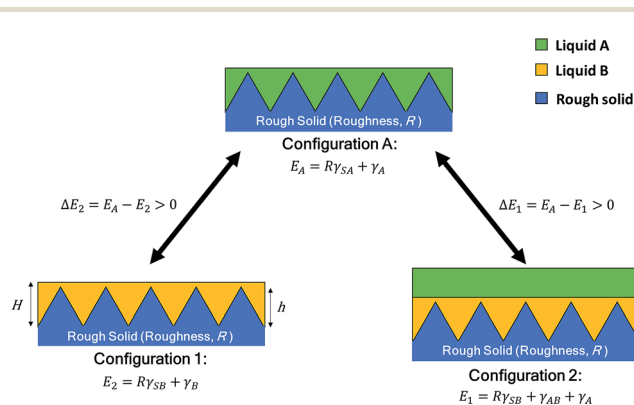 Liquid A
Liquid B
Rough solid
Rough Solid (Roughness, R )
Configuration A:
E_A = Rγ_SA + γ_A
ΔE_2 = E_A − E_2 > 0
ΔE_1 = E_A − E_1 > 0
H
h
Rough Solid (Roughness, R )
Configuration 1:
E_2 = Rγ_SB + γ_B
Rough Solid (Roughness, R )
Configuration 2:
E_1 = Rγ_SB + γ_AB + γ_A